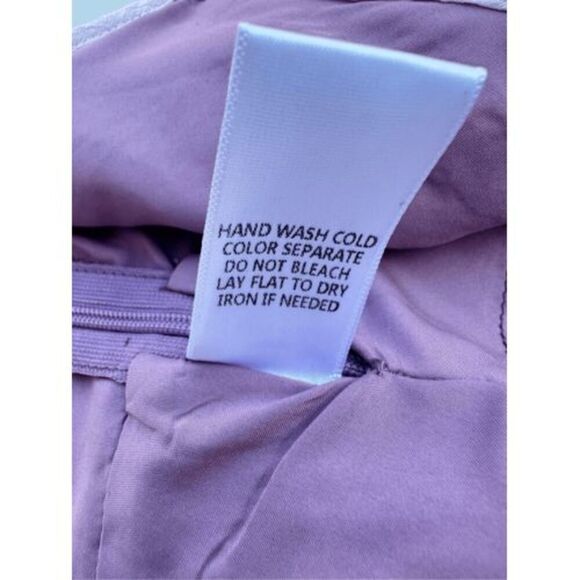 HAND WASH COLD
COLOR SEPARATE
DO NOT BLEACH
LAY FLAT TO DRY
IRON IF NEEDED